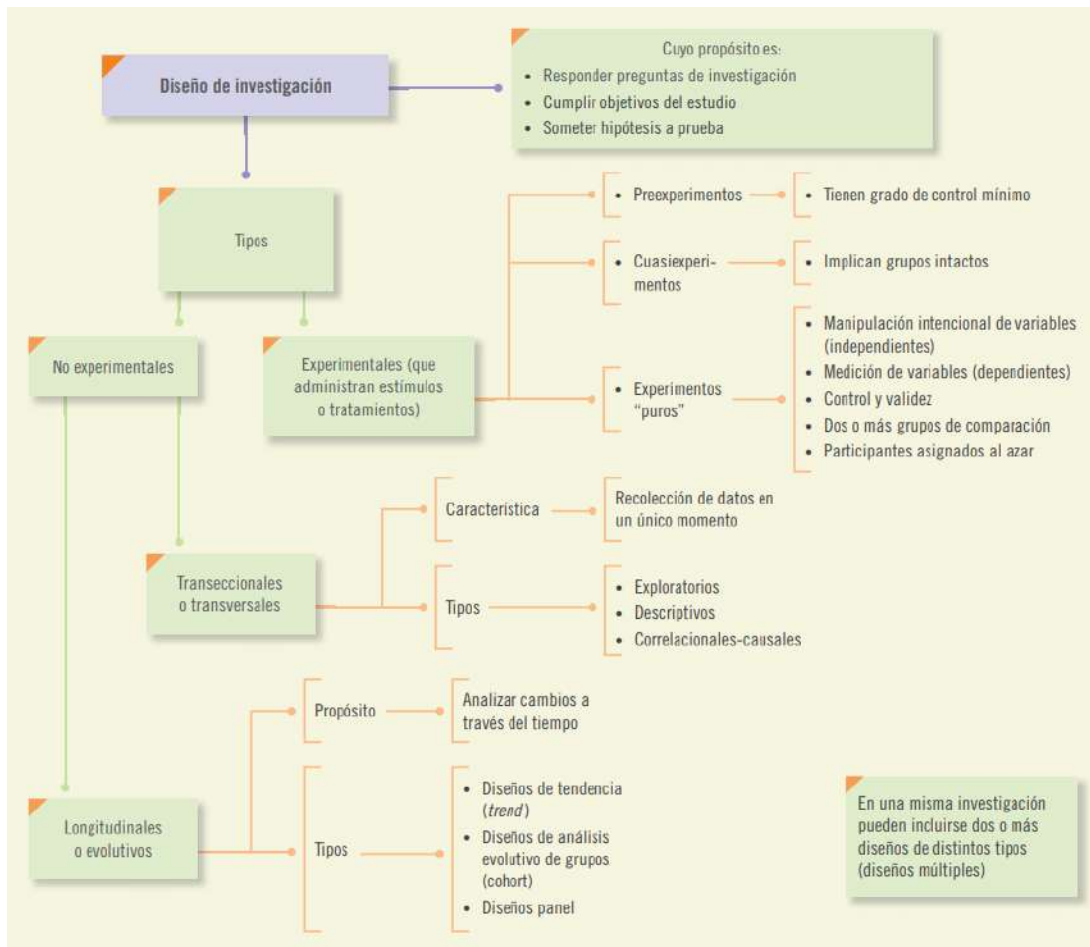 Diseño de investigación
Cuyo propósito es:
• Responder preguntas de investigación
• Cumplir objetivos del estudio
• Someter hipótesis a prueba
Tipos
No experimentales
Experimentales (que
administran estímulos
o tratamientos)
• Preexperimentos
• Tienen grado de control mínimo
• Cuasiexperi-
mentos
• Implican grupos intactos
• Experimentos
“puros”
• Manipulación intencional de variables
(independientes)
• Medición de variables (dependientes)
• Control y validez
• Dos o más grupos de comparación
• Participantes asignados al azar
Transeccionales
o transversales
Característica
Recolección de datos en
un único momento
Tipos
• Exploratorios
• Descriptivos
• Correlacionales-causales
Longitudinales
o evolutivos
Propósito
Analizar cambios a
través del tiempo
Tipos
• Diseños de tendencia
(trend)
• Diseños de análisis
evolutivo de grupos
(cohort)
• Diseños panel
En una misma investigación
pueden incluirse dos o más
diseños de distintos tipos
(diseños múltiples)